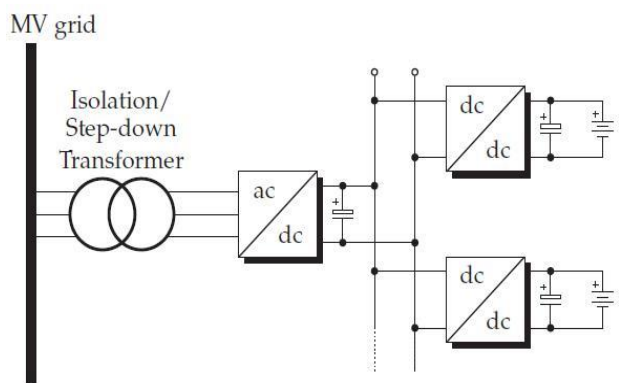 MV grid
Isolation/
Step-down
Transformer
ac
dc
+
dc
dc
+
+
dc
dc
+
+